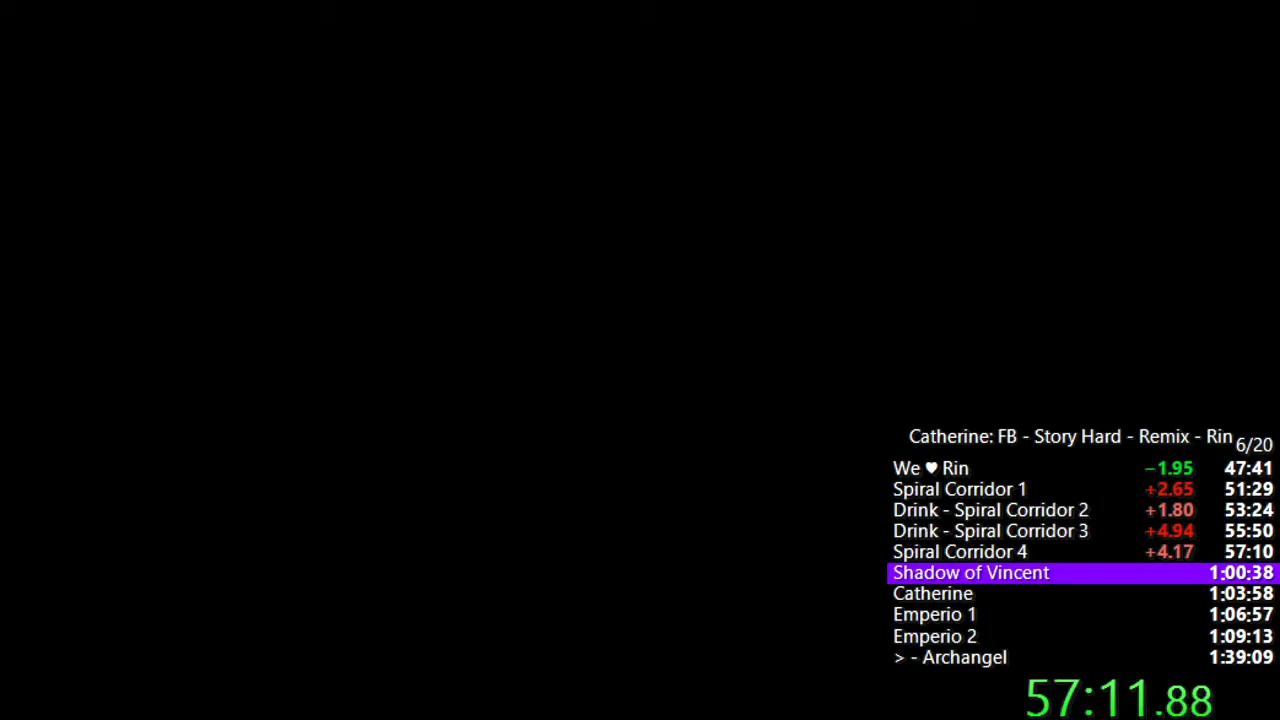 Catherine: FB - Story Hard - Remix - Rin 6/20
We ♥ Rin −1.95 47:41
Spiral Corridor 1 +2.65 51:29
Drink - Spiral Corridor 2 +1.80 53:24
Drink - Spiral Corridor 3 +4.94 55:50
Spiral Corridor 4 +4.17 57:10
Shadow of Vincent 1:00:38
Catherine 1:03:58
Emperio 1 1:06:57
Emperio 2 1:09:13
> - Archangel 1:39:09
57:11.88